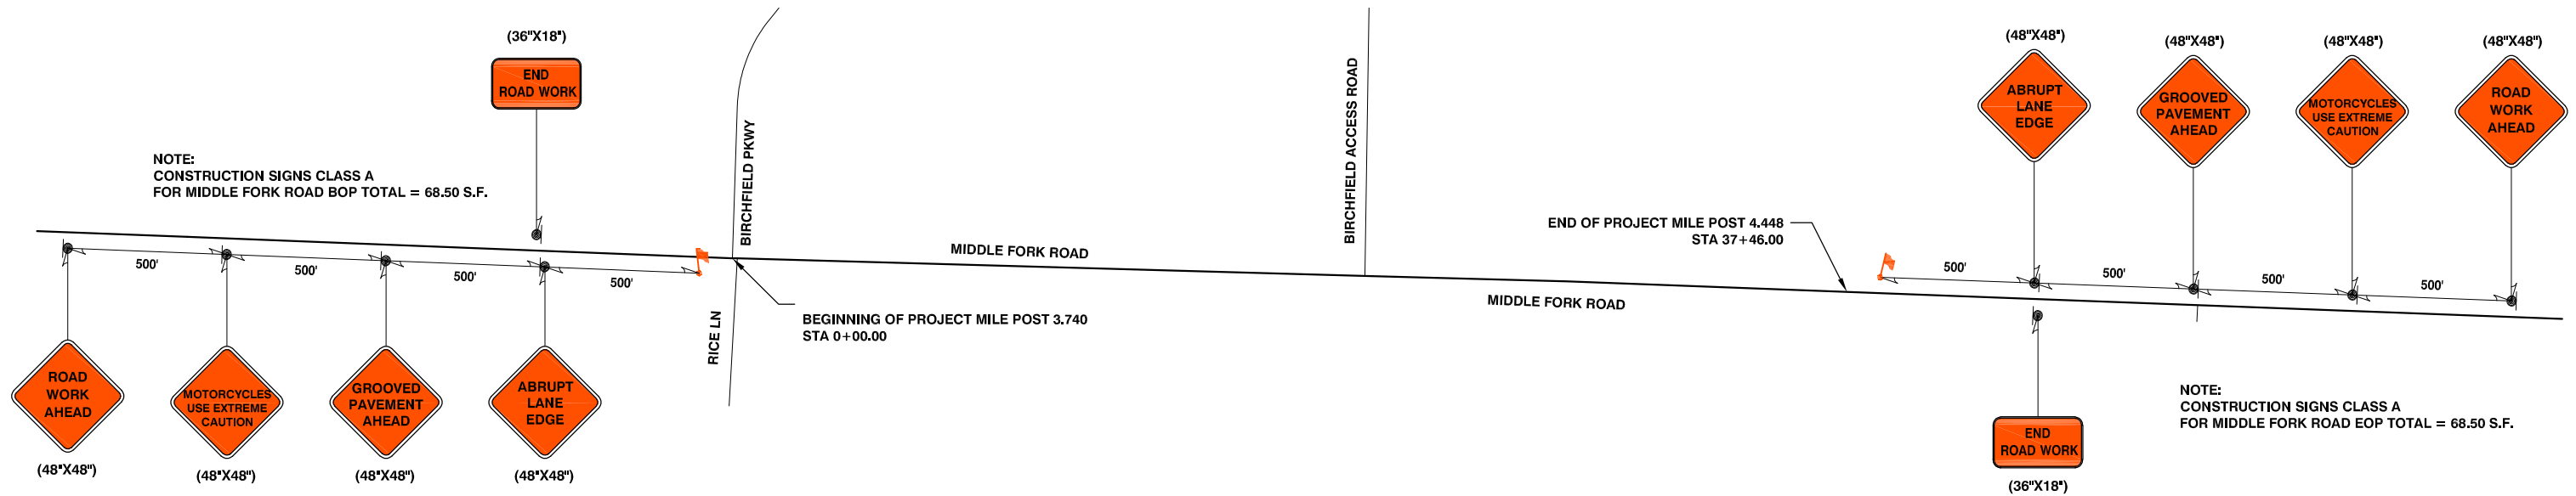 (36"X18")
END
ROAD WORK
NOTE:
CONSTRUCTION SIGNS CLASS A
FOR MIDDLE FORK ROAD BOP TOTAL = 68.50 S.F.
500'
500'
500'
500'
ROAD
WORK
AHEAD
(48"X48")
MOTORCYCLES
USE EXTREME
CAUTION
(48"X48")
GROOVED
PAVEMENT
AHEAD
(48"X48")
ABRUPT
LANE
EDGE
(48"X48")
BIRCHFIELD PKWY
RICE LN
BEGINNING OF PROJECT MILE POST 3.740
STA 0+00.00
MIDDLE FORK ROAD
BIRCHFIELD ACCESS ROAD
MIDDLE FORK ROAD
END OF PROJECT MILE POST 4.448
STA 37+46.00
(48"X48")
ABRUPT
LANE
EDGE
(48"X48")
GROOVED
PAVEMENT
AHEAD
(48"X48")
MOTORCYCLES
USE EXTREME
CAUTION
(48"X48")
ROAD
WORK
AHEAD
500'
500'
500'
500'
END
ROAD WORK
(36"X18")
NOTE:
CONSTRUCTION SIGNS CLASS A
FOR MIDDLE FORK ROAD EOP TOTAL = 68.50 S.F.